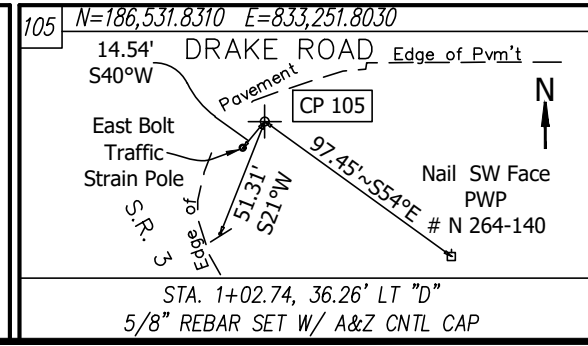 105 N=186,531.8310 E=833,251.8030
14.54'
S40°W
DRAKE ROAD
Edge of Pvm't
Pavement
CP 105
N
East Bolt
Traffic
Strain Pole
51.31'
S21°W
97.45'~S54°E
Nail SW Face
PWP
# N 264-140
S.R. 3
Edge of
STA. 1+02.74, 36.26' LT "D"
5/8" REBAR SET W/ A&Z CNTL CAP